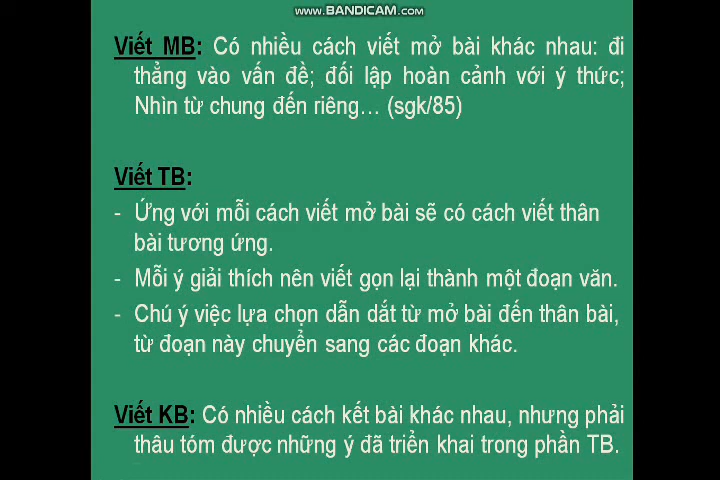 www.BANDICAM.com
Viết MB: Có nhiều cách viết mở bài khác nhau: đi
thẳng vào vấn đề; đối lập hoàn cảnh với ý thức;
Nhìn từ chung đến riêng… (sgk/85)
Viết TB:
- Ứng với mỗi cách viết mở bài sẽ có cách viết thân
bài tương ứng.
- Mỗi ý giải thích nên viết gọn lại thành một đoạn văn.
- Chú ý việc lựa chọn dẫn dắt từ mở bài đến thân bài,
từ đoạn này chuyển sang các đoạn khác.
Viết KB: Có nhiều cách kết bài khác nhau, nhưng phải
thâu tóm được những ý đã triển khai trong phần TB.